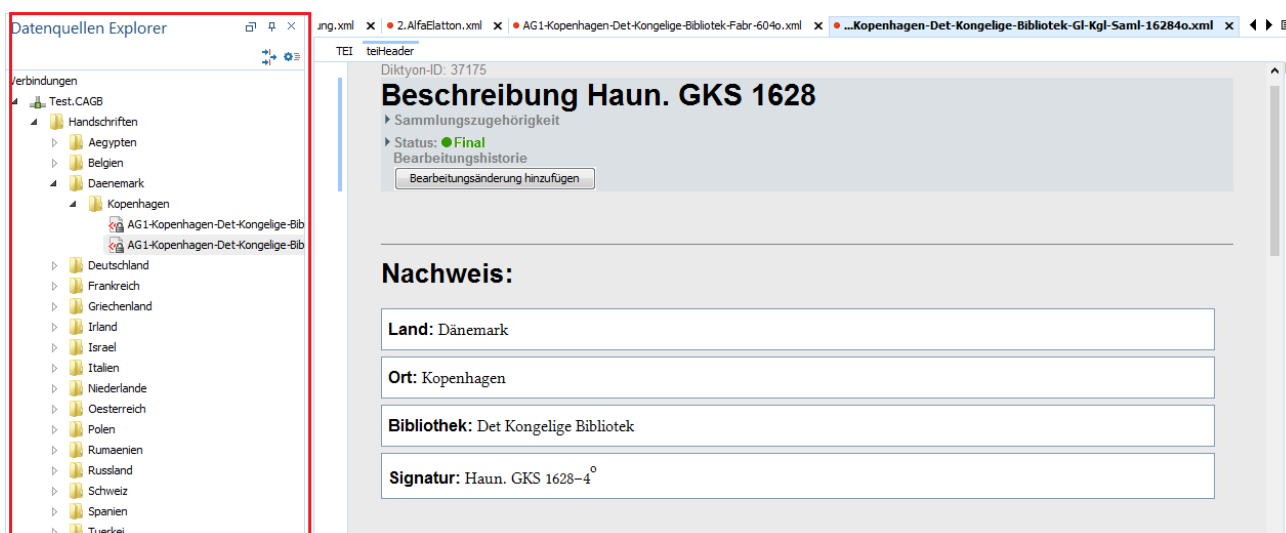 Datenquellen Explorer
Verbindungen
Test.CAGB
Handschriften
Aegypten
Belgien
Daenemark
Kopenhagen
AG1-Kopenhagen-Det-Kongelige-Bib
AG1-Kopenhagen-Det-Kongelige-Bib
Deutschland
Frankreich
Griechenland
Irland
Israel
Italien
Niederlande
Oesterreich
Polen
Rumaenien
Russland
Schweiz
Spanien
Tuerkei
ung.xml
2.AlfaElatton.xml
AG1-Kopenhagen-Det-Kongelige-Bibliotek-Fabr-604o.xml
...Kopenhagen-Det-Kongelige-Bibliotek-Gl-Kgl-Saml-16284o.xml
TEI teiHeader
Diktyon-ID: 37175
Beschreibung Haun. GKS 1628
Sammlungszugehörigkeit
Status: Final
Bearbeitungshistorie
Bearbeitungsänderung hinzufügen
Nachweis:
Land: Dänemark
Ort: Kopenhagen
Bibliothek: Det Kongelige Bibliotek
Signatur: Haun. GKS 1628–4º